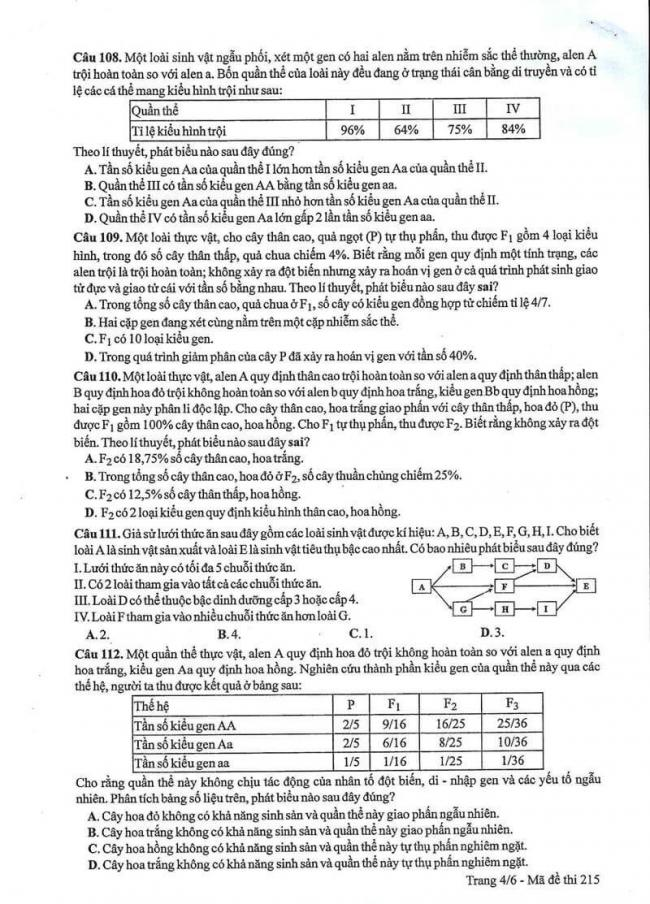 Câu 108. Một loài sinh vật ngẫu phối, xét một gen có hai alen nằm trên nhiễm sắc thể thường, alen A
trội hoàn toàn so với alen a. Bốn quần thể của loài này đều đang ở trạng thái cân bằng di truyền và có tỉ
lệ các cá thể mang kiểu hình trội như sau:
Quần thể I II III IV
Tỉ lệ kiểu hình trội 96% 64% 75% 84%
Theo lí thuyết, phát biểu nào sau đây đúng?
A. Tần số kiểu gen Aa của quần thể I lớn hơn tần số kiểu gen Aa của quần thể II.
B. Quần thể III có tần số kiểu gen AA bằng tần số kiểu gen aa.
C. Tần số kiểu gen Aa của quần thể III nhỏ hơn tần số kiểu gen Aa của quần thể II.
D. Quần thể IV có tần số kiểu gen Aa lớn gấp 2 lần tần số kiểu gen aa.
Câu 109. Một loài thực vật, cho cây thân cao, quả ngọt (P) tự thụ phấn, thu được F1 gồm 4 loại kiểu
hình, trong đó số cây thân thấp, quả chua chiếm 4%. Biết rằng mỗi gen quy định một tính trạng, các
alen trội là trội hoàn toàn; không xảy ra đột biến nhưng xảy ra hoán vị gen ở cả quá trình phát sinh giao
tử đực và giao tử cái với tần số bằng nhau. Theo lí thuyết, phát biểu nào sau đây sai?
A. Trong tổng số cây thân cao, quả chua ở F1, số cây có kiểu gen đồng hợp tử chiếm tỉ lệ 4/7.
B. Hai cặp gen đang xét cùng nằm trên một cặp nhiễm sắc thể.
C. F1 có 10 loại kiểu gen.
D. Trong quá trình giảm phân của cây P đã xảy ra hoán vị gen với tần số 40%.
Câu 110. Một loài thực vật, alen A quy định thân cao trội hoàn toàn so với alen a quy định thân thấp; alen
B quy định hoa đỏ trội không hoàn toàn so với alen b quy định hoa trắng, kiểu gen Bb quy định hoa hồng;
hai cặp gen này phân li độc lập. Cho cây thân cao, hoa trắng giao phấn với cây thân thấp, hoa đỏ (P), thu
được F1 gồm 100% cây thân cao, hoa hồng. Cho F1 tự thụ phấn, thu được F2. Biết rằng không xảy ra đột
biến. Theo lí thuyết, phát biểu nào sau đây sai?
A. F2 có 18,75% số cây thân cao, hoa trắng.
B. Trong tổng số cây thân cao, hoa đỏ ở F2, số cây thuần chủng chiếm 25%.
C. F2 có 12,5% số cây thân thấp, hoa hồng.
D. F2 có 2 loại kiểu gen quy định kiểu hình thân cao, hoa hồng.
Câu 111. Giả sử lưới thức ăn sau đây gồm các loài sinh vật được kí hiệu: A, B, C, D, E, F, G, H, I. Cho biết
loài A là sinh vật sản xuất và loài E là sinh vật tiêu thụ bậc cao nhất. Có bao nhiêu phát biểu sau đây đúng?
I. Lưới thức ăn này có tối đa 5 chuỗi thức ăn.
II. Có 2 loài tham gia vào tất cả các chuỗi thức ăn.
III. Loài D có thể thuộc bậc dinh dưỡng cấp 3 hoặc cấp 4.
IV. Loài F tham gia vào nhiều chuỗi thức ăn hơn loài G.
B C D
A F E
G H I
A. 2. B. 4. C. 1. D. 3.
Câu 112. Một quần thể thực vật, alen A quy định hoa đỏ trội không hoàn toàn so với alen a quy định
hoa trắng, kiểu gen Aa quy định hoa hồng. Nghiên cứu thành phần kiểu gen của quần thể này qua các
thế hệ, người ta thu được kết quả ở bảng sau:
Thế hệ P F1 F2 F3
Tần số kiểu gen AA 2/5 9/16 16/25 25/36
Tần số kiểu gen Aa 2/5 6/16 8/25 10/36
Tần số kiểu gen aa 1/5 1/16 1/25 1/36
Cho rằng quần thể này không chịu tác động của nhân tố đột biến, di - nhập gen và các yếu tố ngẫu
nhiên. Phân tích bảng số liệu trên, phát biểu nào sau đây đúng?
A. Cây hoa đỏ không có khả năng sinh sản và quần thể này giao phấn ngẫu nhiên.
B. Cây hoa trắng không có khả năng sinh sản và quần thể này giao phấn ngẫu nhiên.
C. Cây hoa hồng không có khả năng sinh sản và quần thể này tự thụ phấn nghiêm ngặt.
D. Cây hoa trắng không có khả năng sinh sản và quần thể này tự thụ phấn nghiêm ngặt.
Trang 4/6 - Mã đề thi 215